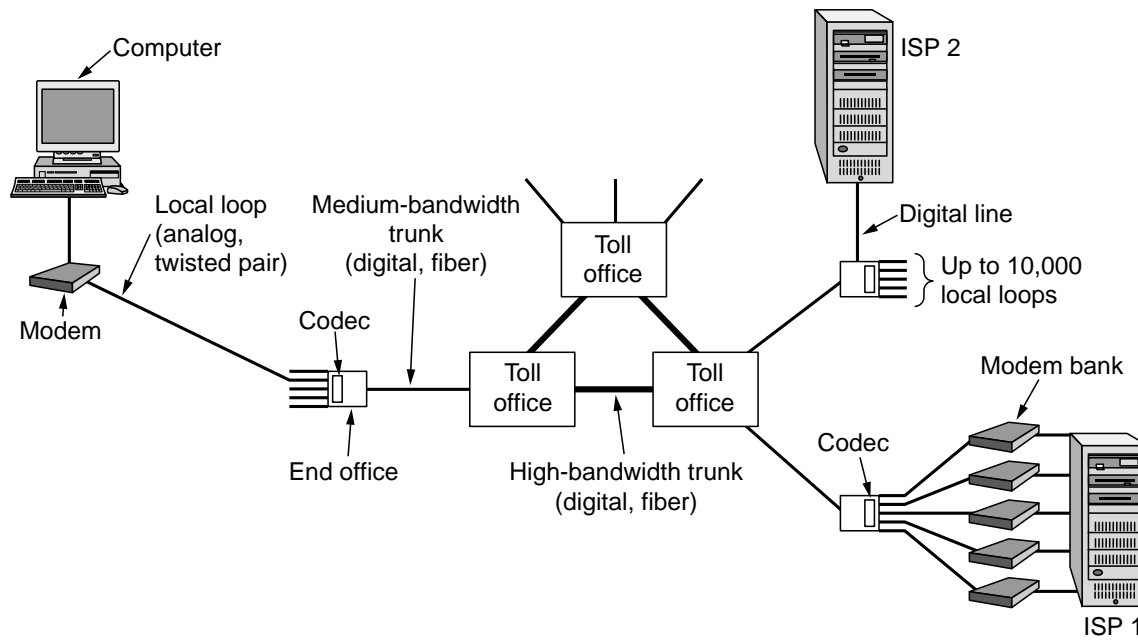 Computer
ISP 2
Local loop
(analog,
twisted pair)
Medium-bandwidth
trunk
(digital, fiber)
Digital line
Toll
office
Up to 10,000
local loops
Modem
Codec
Toll
office
Toll
office
Modem bank
End office
High-bandwidth trunk
(digital, fiber)
Codec
ISP 1